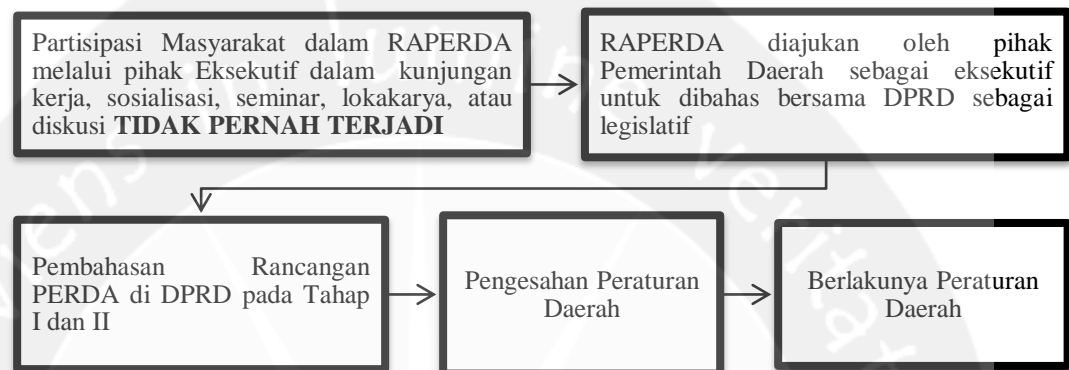 Partisipasi Masyarakat dalam RAPERDA
melalui pihak Eksekutif dalam kunjungan
kerja, sosialisasi, seminar, lokakarya, atau
diskusi TIDAK PERNAH TERJADI
RAPERDA diajukan oleh pihak
Pemerintah Daerah sebagai eksekutif
untuk dibahas bersama DPRD sebagai
legislatif
Pembahasan Rancangan
PERDA di DPRD pada Tahap
I dan II
Pengesahan Peraturan
Daerah
Berlakunya Peraturan
Daerah